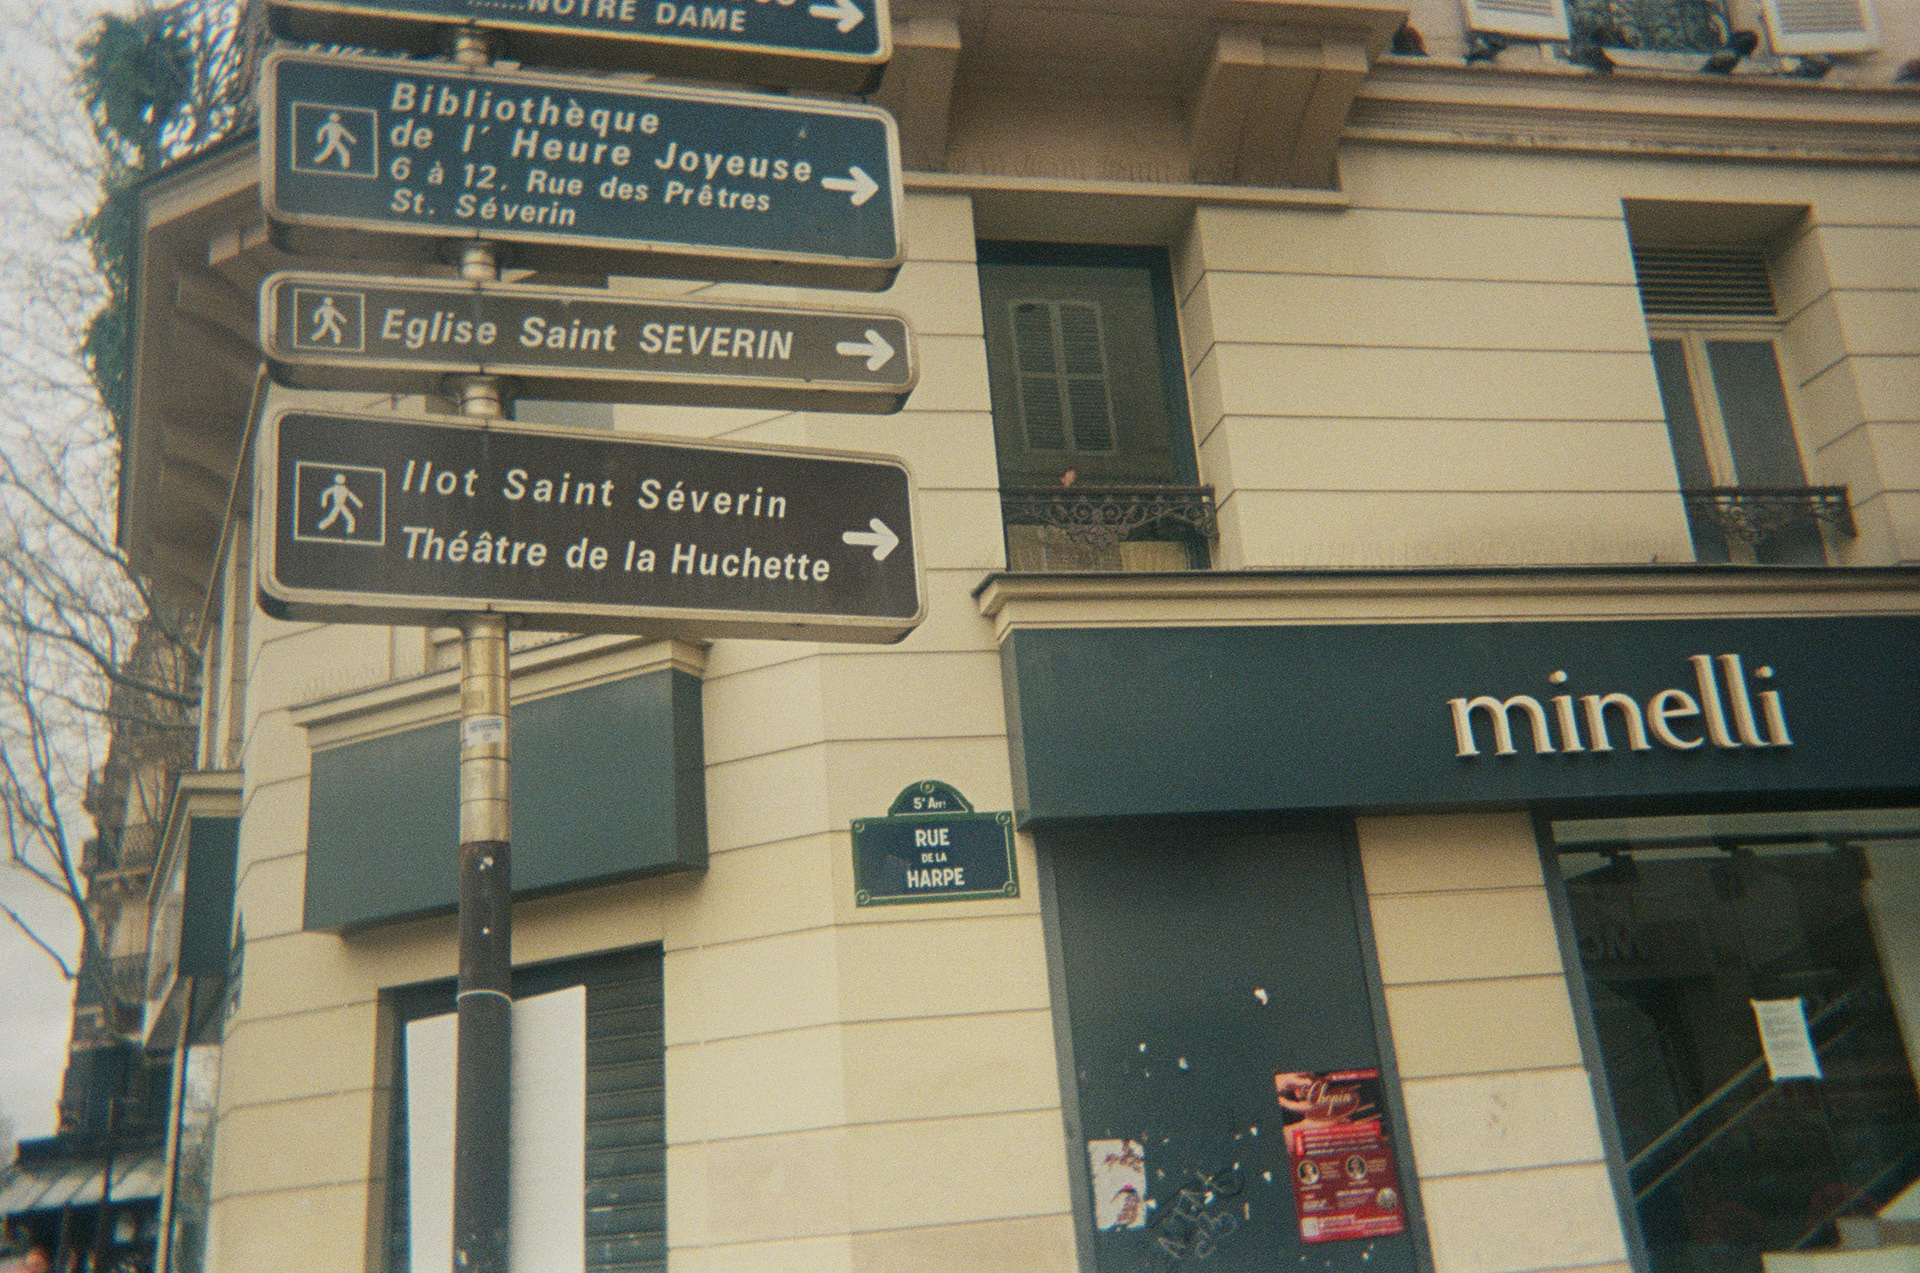 .......NOTRE DAME
Bibliothèque
de l´ Heure Joyeuse
6 à 12. Rue des Prêtres
St. Séverin
Eglise Saint SEVERIN
Ilot Saint Séverin
Théâtre de la Huchette
minelli
5e Arrt
RUE
DE LA
HARPE
Chopin